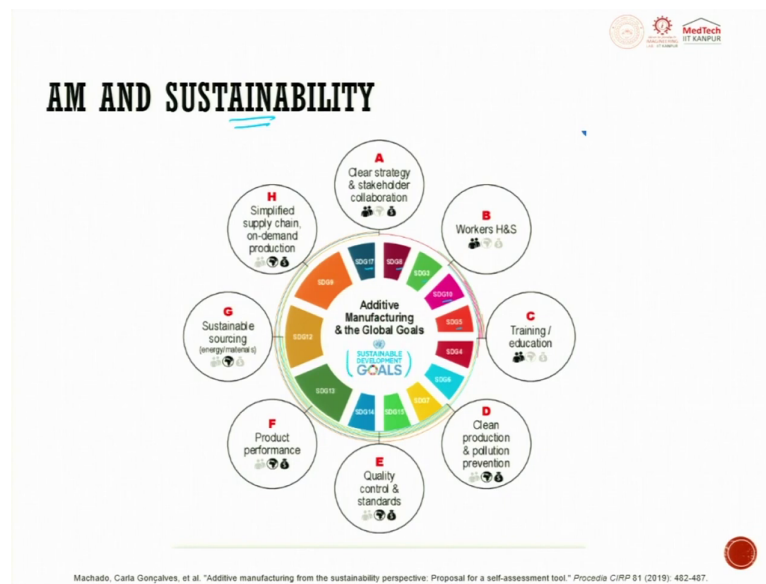 MedTech
IIT KANPUR
AM AND SUSTAINABILITY
A
Clear strategy
& stakeholder
collaboration
B
Workers H&S
C
Training /
education
D
Clean
production
& pollution
prevention
E
Quality
control &
standards
F
Product
performance
G
Sustainable
sourcing
(energy/materials)
H
Simplified
supply chain,
on-demand
production
SDG17
SDG8
SDG3
SDG10
SDG5
SDG4
SDG6
SDG7
SDG15
SDG14
SDG13
SDG12
SDG9
Additive
Manufacturing
& the Global Goals
SUSTAINABLE
DEVELOPMENT
GOALS
Machado, Carla Gonçalves, et al. "Additive manufacturing from the sustainability perspective: Proposal for a self-assessment tool." Procedia CIRP 81 (2019): 482-487.